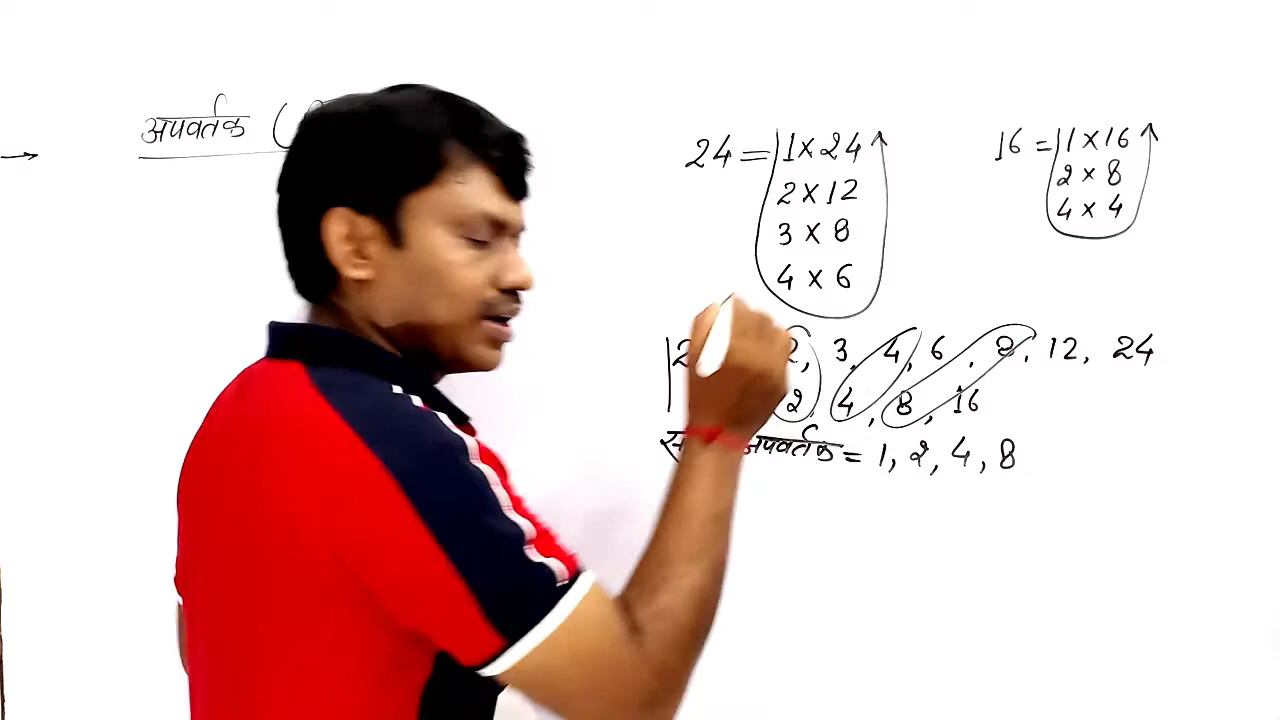 अपवर्तक (
24 = 1 x 24
2 x 12
3 x 8
4 x 6
16 = 1 x 16
2 x 8
4 x 4
2, 3, 4, 6, 8, 12, 24
2, 4, 8, 16
अपवर्तक = 1, 2, 4, 8